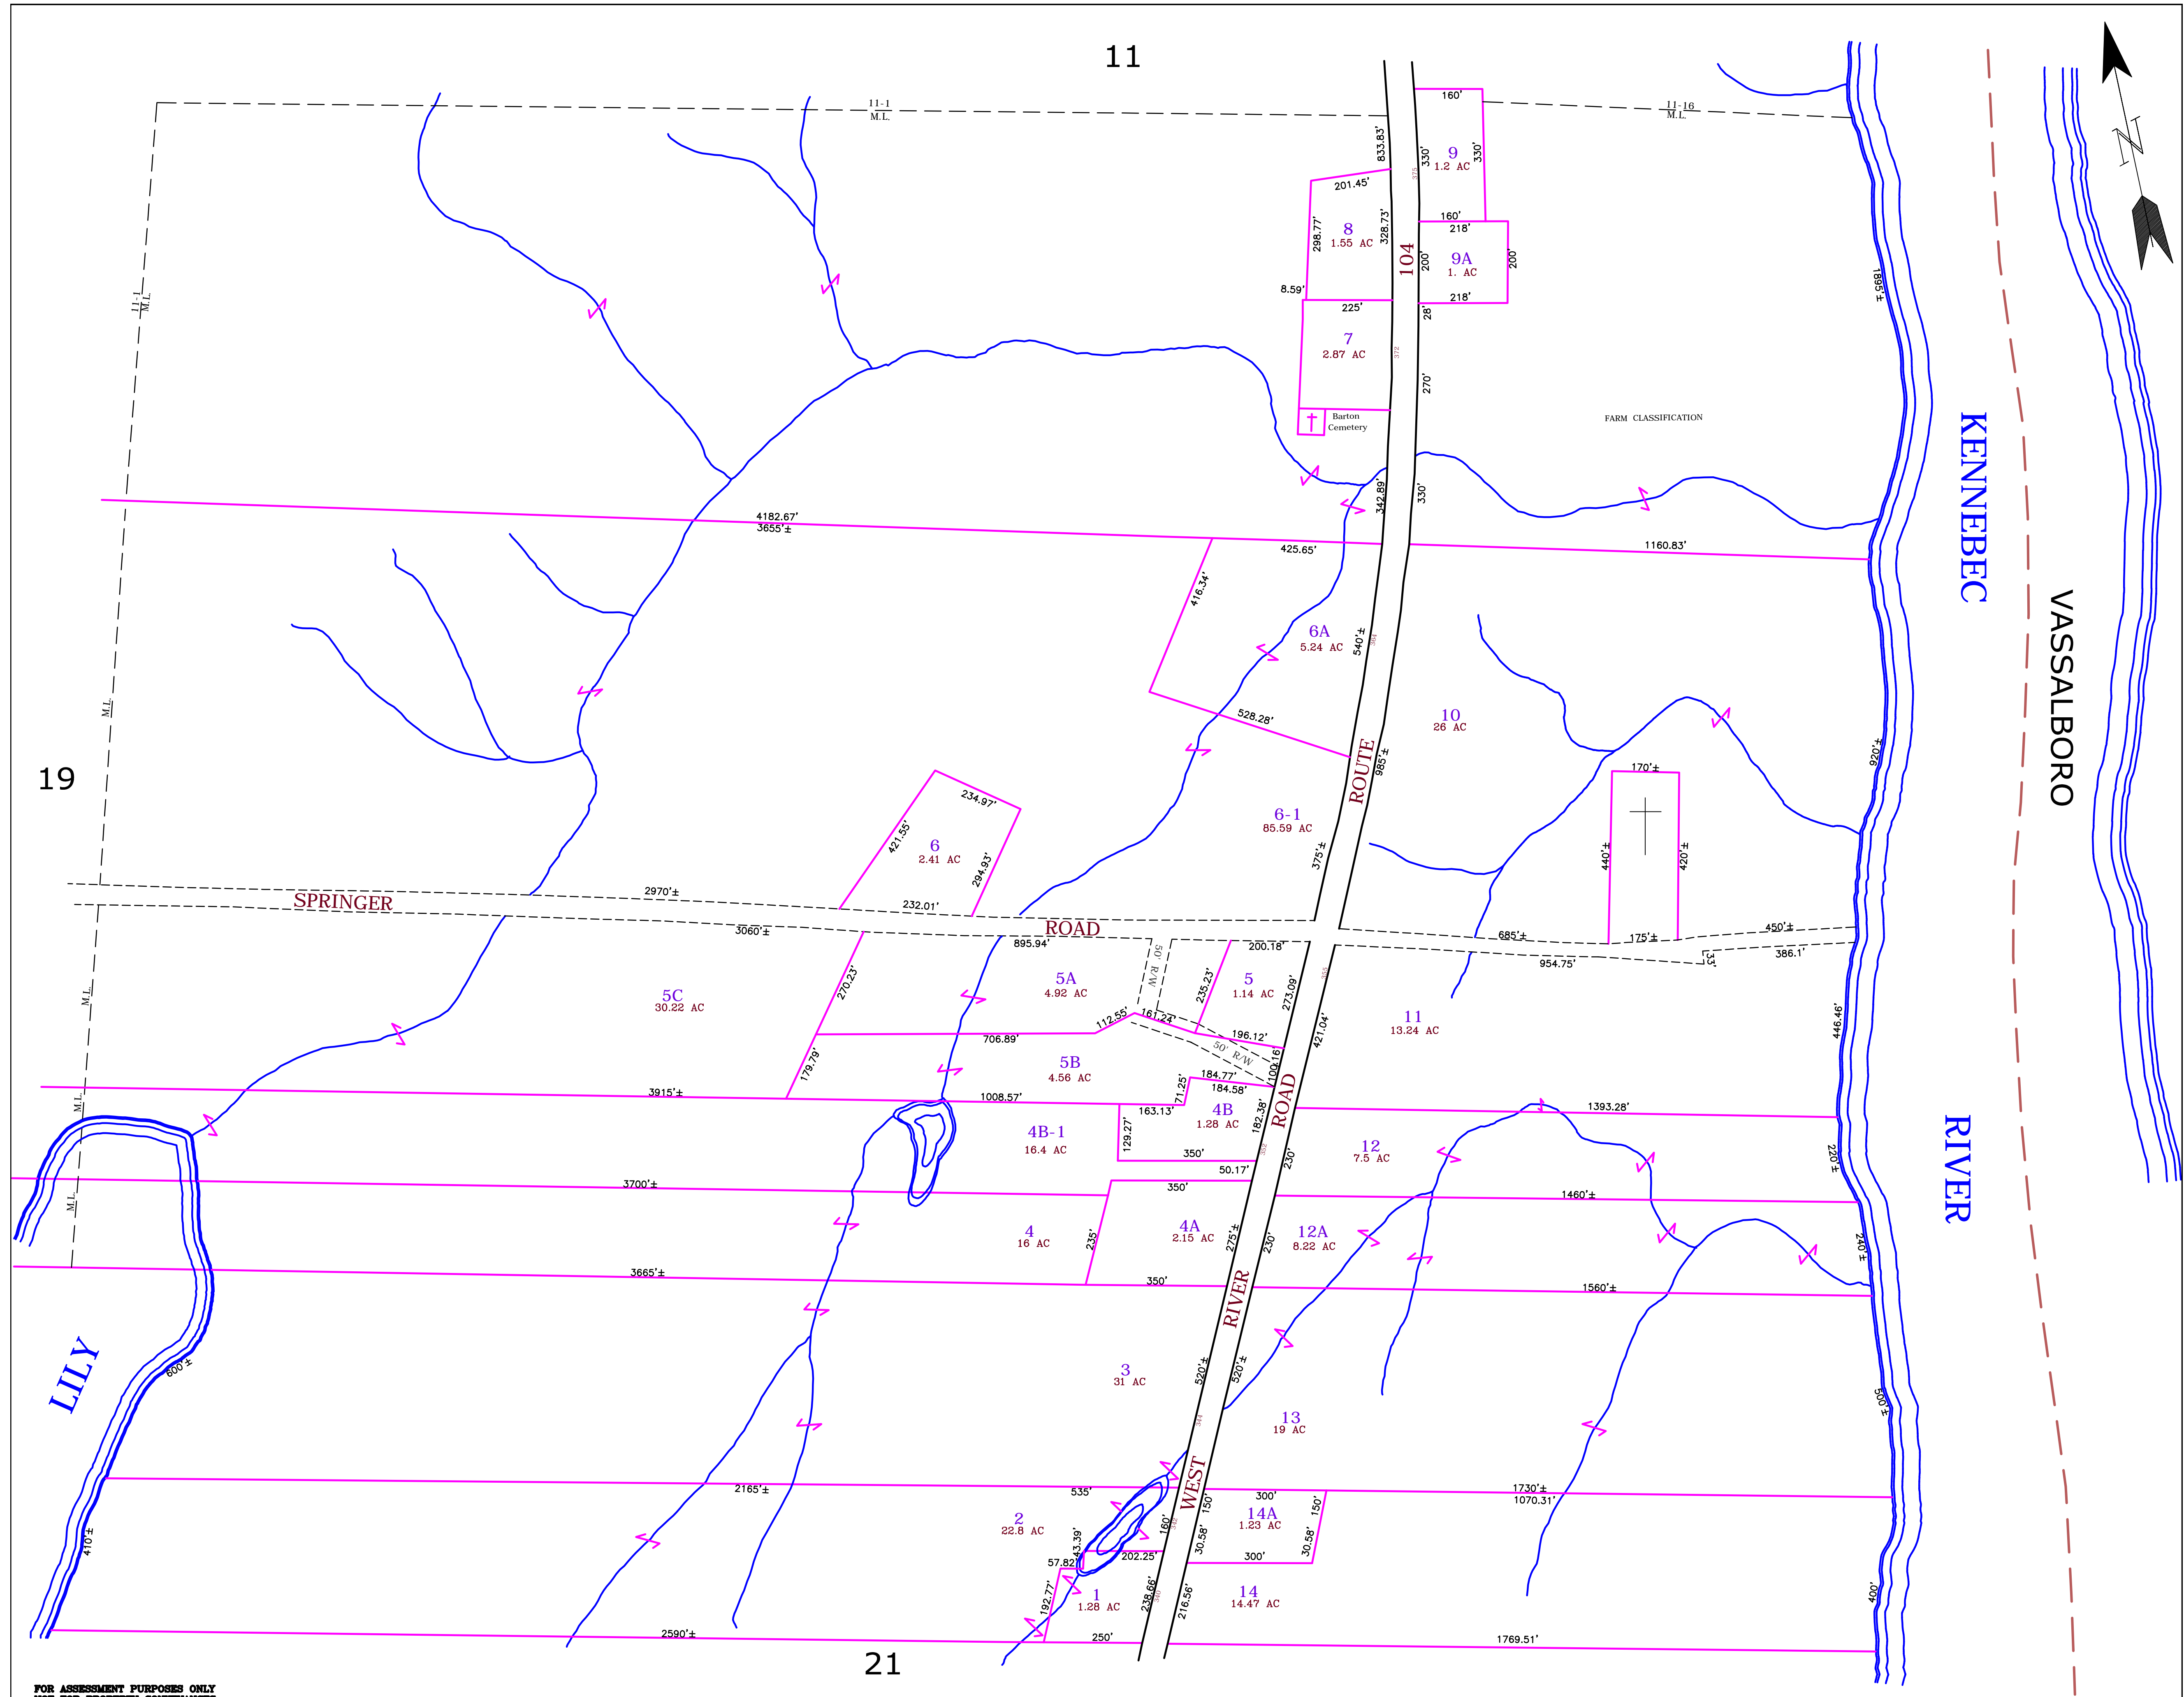 11
11-1
M.L.
11-16
M.L.
160'
833.83'
330'
9
1.2 AC
330'
375
201.45'
298.77'
8
1.55 AC
328.73'
104
160'
218'
200'
9A
1. AC
200'
218'
8.59'
225'
28'
11-1
M.L.
1895'±
7
2.87 AC
372
270'
Barton
Cemetery
FARM CLASSIFICATION
KENNEBEC
342.89'
330'
4182.67'
3655'±
425.65'
1160.83'
416.34'
6A
5.24 AC
540'±
364
VASSALBORO
M.L.
528.28'
10
26 AC
ROUTE
985'±
920'±
19
170'±
234.97'
421.55'
6
2.41 AC
294.93'
6-1
85.59 AC
375'±
440'±
420'±
2970'±
SPRINGER
232.01'
ROAD
3060'±
895.94'
50' R/W
200.18'
685'±
175'±
450'±
954.75'
33'
386.1'
M.L.
5C
30.22 AC
270.23'
5A
4.92 AC
235.23'
5
1.14 AC
273.09'
353
11
13.24 AC
421.04'
446.46'
112.55'
161.24'
196.12'
706.89'
50' R/W
179.79'
5B
4.56 AC
100.16'
M.L.
3915'±
1008.57'
71.25'
184.77'
184.58'
ROAD
1393.28'
163.13'
4B
1.28 AC
182.38'
129.27'
4B-1
16.4 AC
352
12
7.5 AC
230'
220'±
RIVER
350'
50.17'
M.L.
3700'±
350'
1460'±
4
16 AC
235'
4A
2.15 AC
275'±
230'
12A
8.22 AC
240'±
3665'±
350'
1560'±
RIVER
LILY
600'±
3
31 AC
520'±
520'±
344
13
19 AC
500'±
2165'±
535'
WEST
150'
300'
1730'±
1070.31'
410'±
2
22.8 AC
43.39'
160'
342
30.58'
14A
1.23 AC
150'
30.58'
57.82'
202.25'
300'
192.77'
1
1.28 AC
238.66'
340
216.56'
14
14.47 AC
400'
2590'±
250'
1769.51'
21
FOR ASSESSMENT PURPOSES ONLY